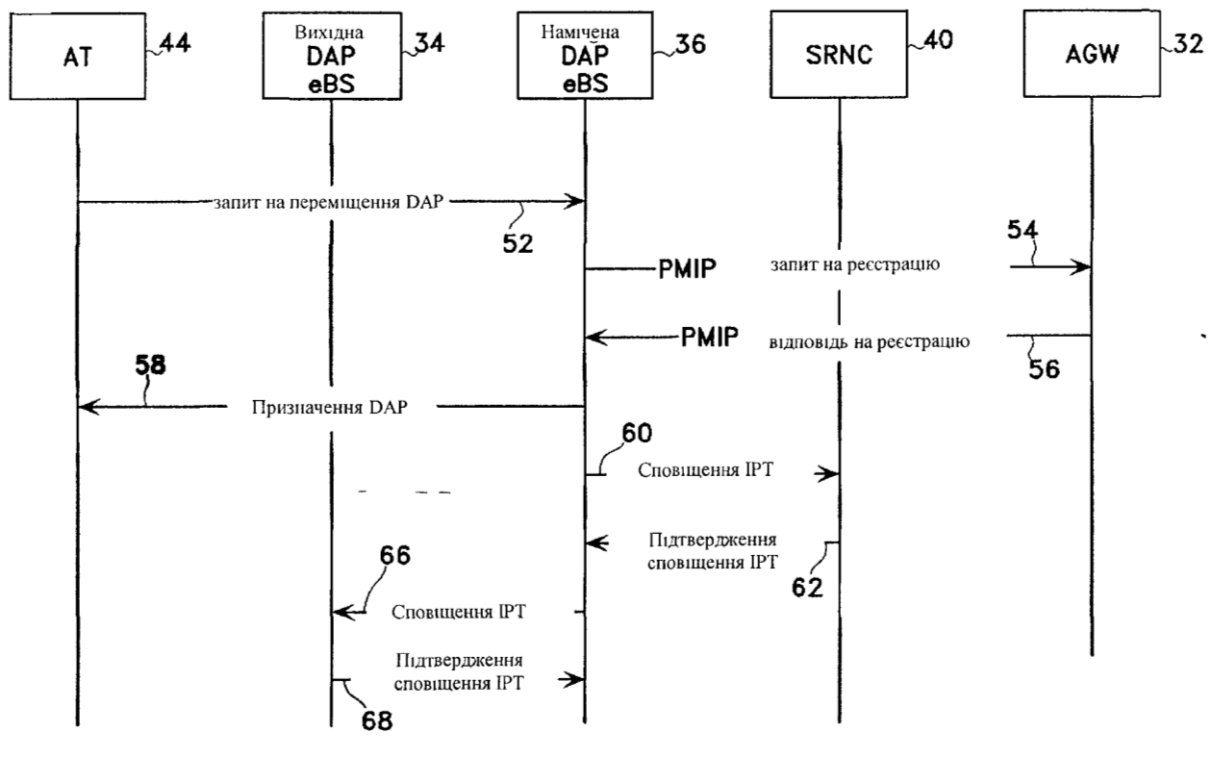 AT
44
Вихідна
DAP
eBS
34
Намічена
DAP
eBS
36
SRNC
40
AGW
32
запит на переміщення DAP
52
54
PMIP запит на реєстрацію
PMIP відповідь на реєстрацію
56
58
Призначення DAP
60
Сповіщення IPT
Підтвердження
сповіщення IPT
62
66
Сповіщення IPT
Підтвердження
сповіщення IPT
68